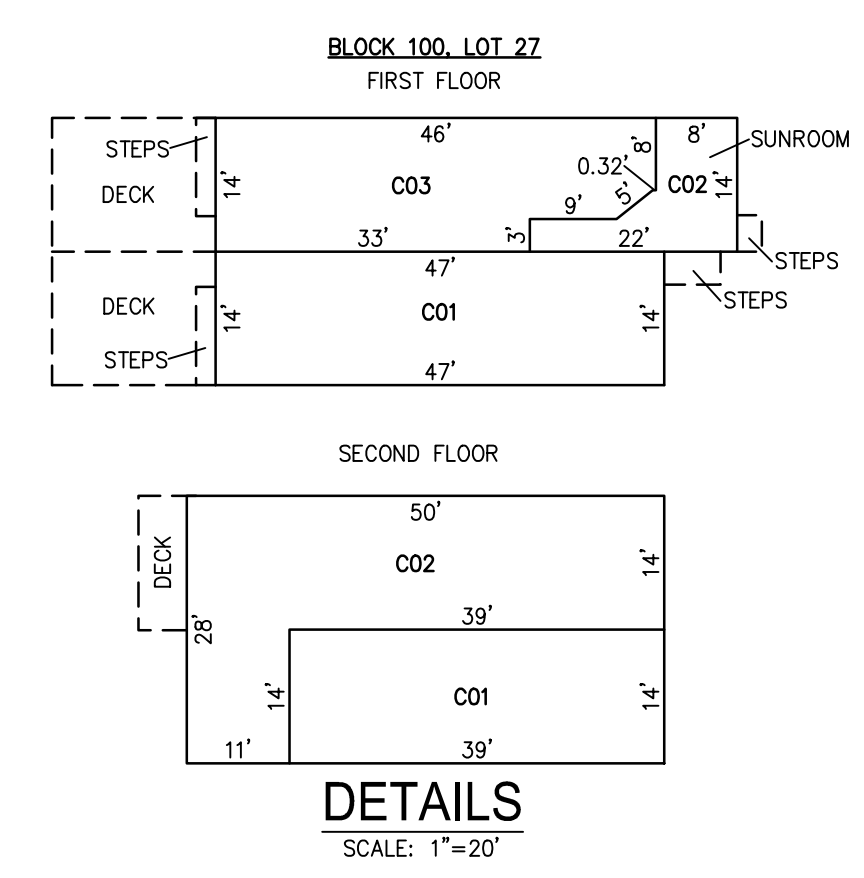 BLOCK 100, LOT 27
FIRST FLOOR
46'
8'
STEPS
SUNROOM
8'
0.32'
DECK
14'
C03
5'
C02
14'
9'
33'
3'
22'
STEPS
47'
DECK
14'
C01
14'
STEPS
STEPS
47'
SECOND FLOOR
50'
DECK
C02
14'
39'
28'
14'
C01
14'
11'
39'
DETAILS
SCALE: 1"=20'